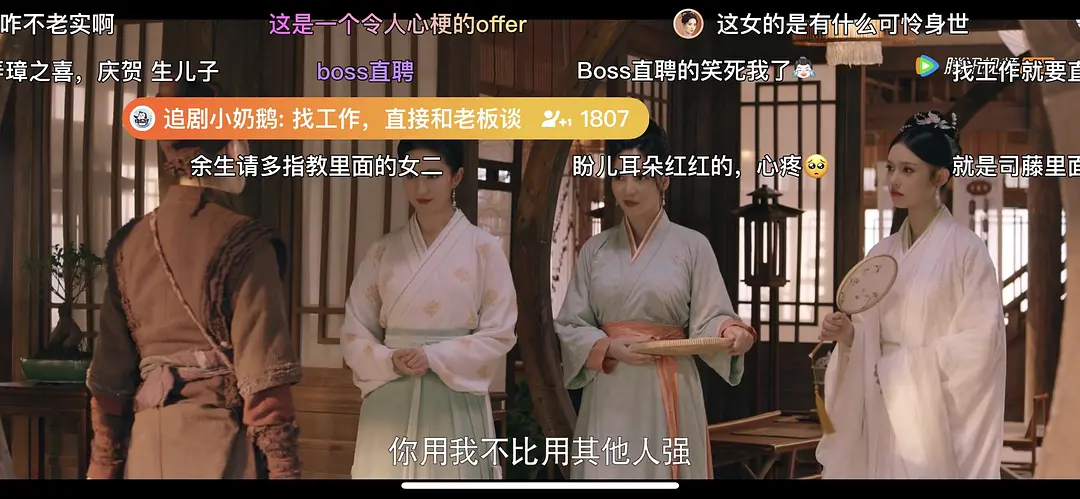 咋不老实啊
这是一个令人心梗的offer
这女的是有什么可怜身世
弄璋之喜，庆贺 生儿子
boss直聘
Boss直聘的笑死我了
找工作就要直
追剧小奶鹅: 找工作，直接和老板谈 +1 1807
余生请多指教里面的女二
盼儿耳朵红红的，心疼🥺
就是司藤里面
你用我不比用其他人强